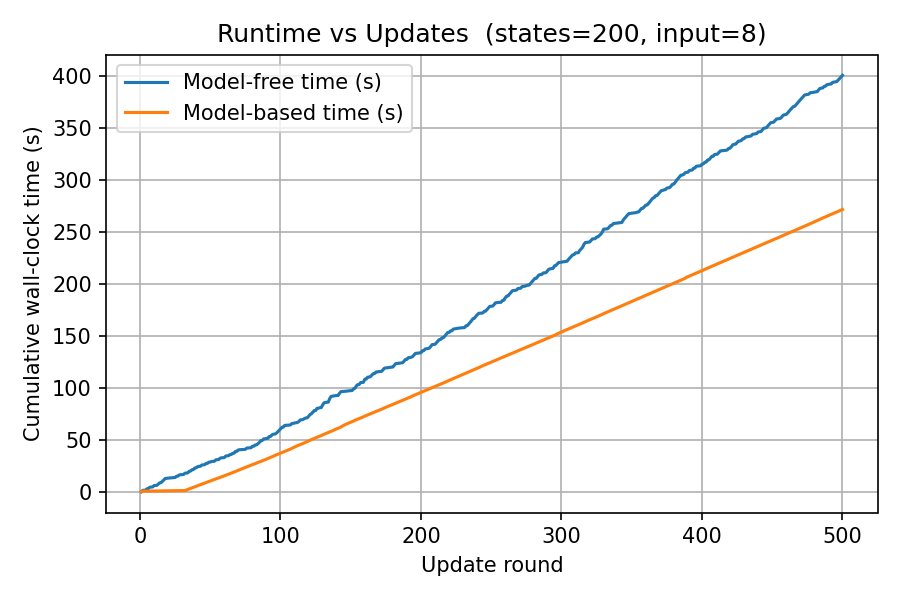 Runtime vs Updates  (states=200, input=8)
Model-free time (s)
Model-based time (s)
Cumulative wall-clock time (s)
400
350
300
250
200
150
100
50
0
0 100 200 300 400 500
Update round